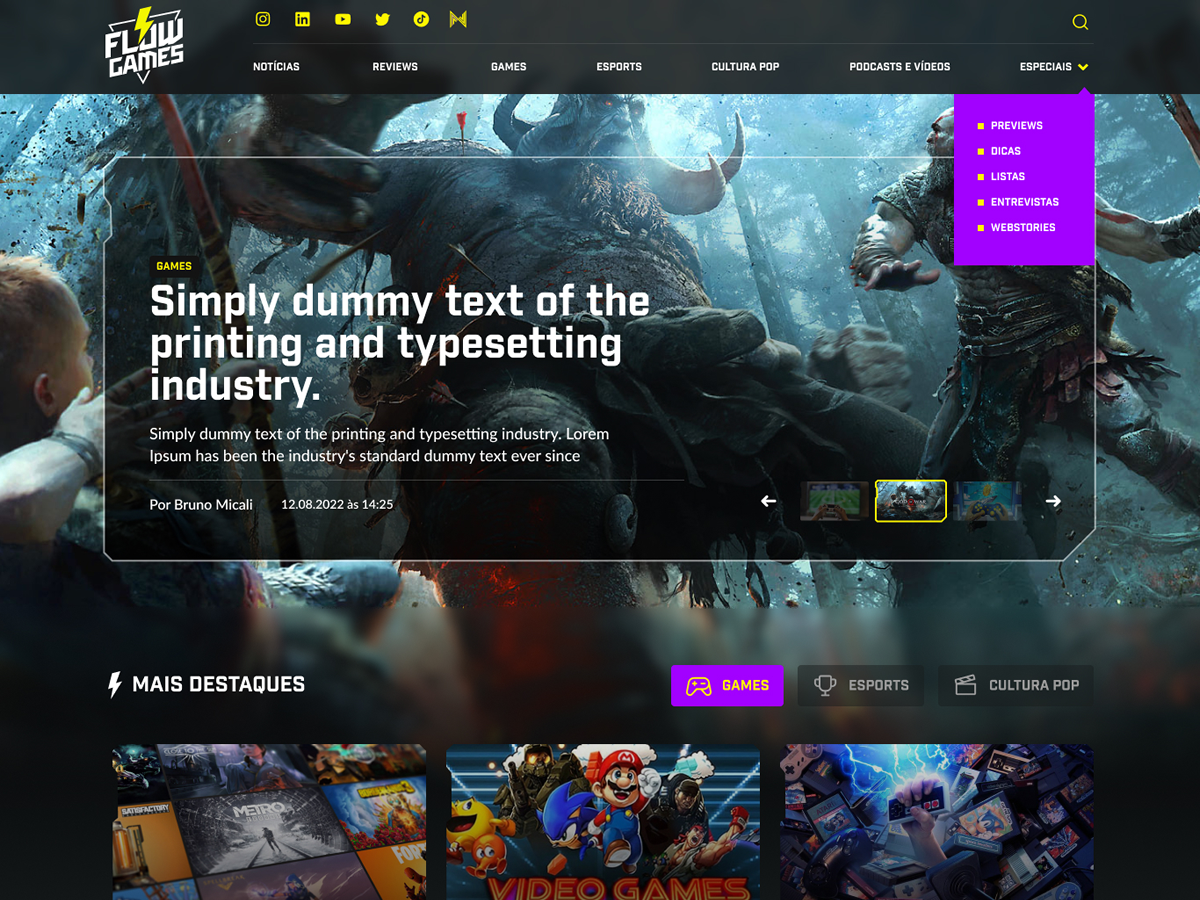 FLOW
GAMES
NOTÍCIAS
REVIEWS
GAMES
ESPORTS
CULTURA POP
PODCASTS E VÍDEOS
ESPECIAIS
PREVIEWS
DICAS
LISTAS
ENTREVISTAS
WEBSTORIES
GAMES
Simply dummy text of the
printing and typesetting
industry.
Simply dummy text of the printing and typesetting industry. Lorem
Ipsum has been the industry's standard dummy text ever since
Por Bruno Micali
12.08.2022 às 14:25
MAIS DESTAQUES
GAMES
ESPORTS
CULTURA POP
SATISFACTORY
METRO
VIDEO GAMES